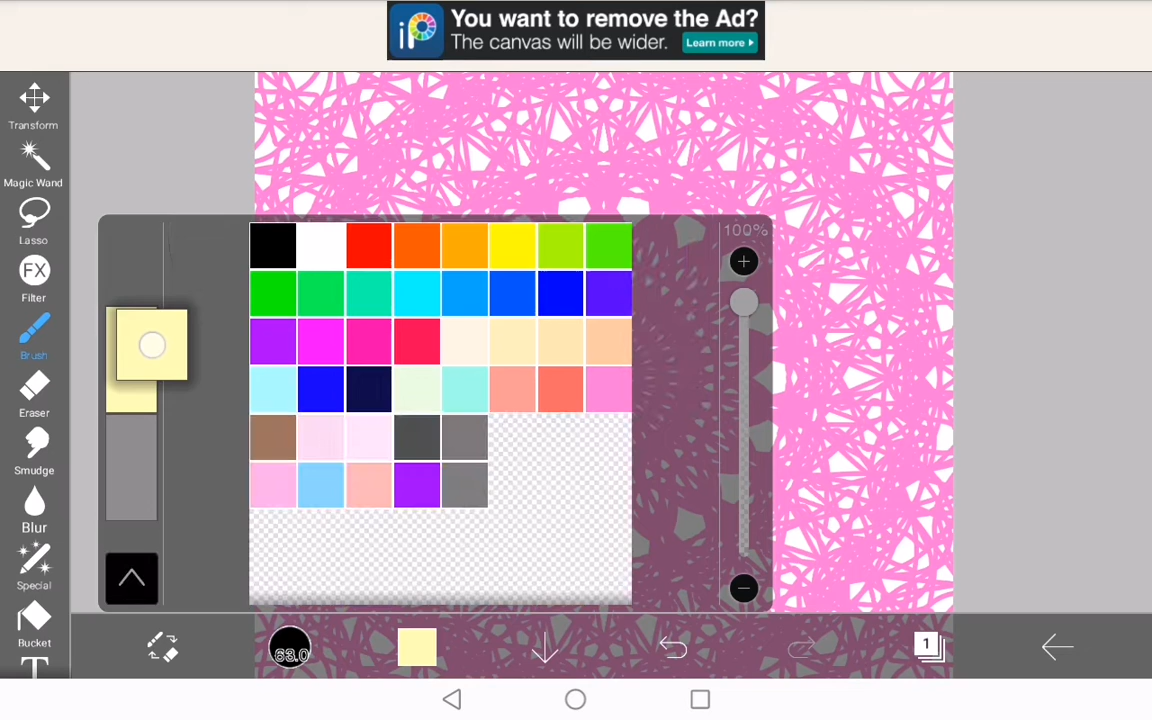 You want to remove the Ad?
iP
The canvas will be wider.
Learn more
Transform
Magic Wand
Lasso
FX
Filter
Brush
Eraser
Smudge
Blur
Special
Bucket
T
100%
63.0
1